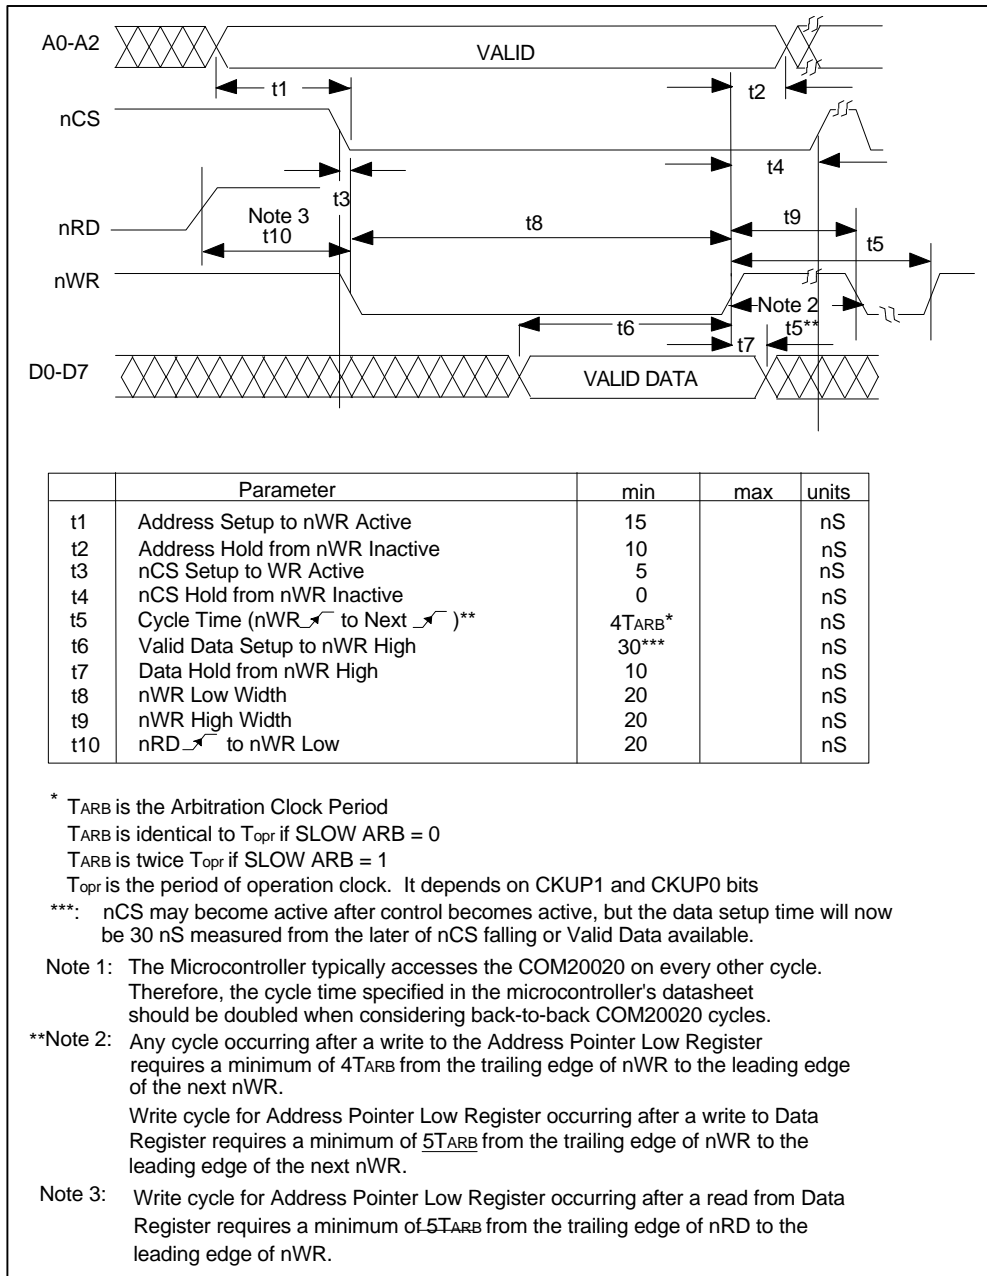 A0-A2
VALID
t1
t2
nCS
t4
t3
nRD
Note 3
t10
t8
t9
t5
nWR
Note 2
t5**
t6
t7
D0-D7
VALID DATA
Parameter min max units
t1 Address Setup to nWR Active 15 nS
t2 Address Hold from nWR Inactive 10 nS
t3 nCS Setup to WR Active 5 nS
t4 nCS Hold from nWR Inactive 0 nS
t5 Cycle Time (nWR to Next )** 4TARB* nS
t6 Valid Data Setup to nWR High 30*** nS
t7 Data Hold from nWR High 10 nS
t8 nWR Low Width 20 nS
t9 nWR High Width 20 nS
t10 nRD to nWR Low 20 nS
* TARB is the Arbitration Clock Period
TARB is identical to Topr if SLOW ARB = 0
TARB is twice Topr if SLOW ARB = 1
Topr is the period of operation clock. It depends on CKUP1 and CKUP0 bits
***: nCS may become active after control becomes active, but the data setup time will now
be 30 nS measured from the later of nCS falling or Valid Data available.
Note 1: The Microcontroller typically accesses the COM20020 on every other cycle.
Therefore, the cycle time specified in the microcontroller's datasheet
should be doubled when considering back-to-back COM20020 cycles.
**Note 2: Any cycle occurring after a write to the Address Pointer Low Register
requires a minimum of 4TARB from the trailing edge of nWR to the leading edge
of the next nWR.
Write cycle for Address Pointer Low Register occurring after a write to Data
Register requires a minimum of 5TARB from the trailing edge of nWR to the
leading edge of the next nWR.
Note 3: Write cycle for Address Pointer Low Register occurring after a read from Data
Register requires a minimum of 5TARB from the trailing edge of nRD to the
leading edge of nWR.